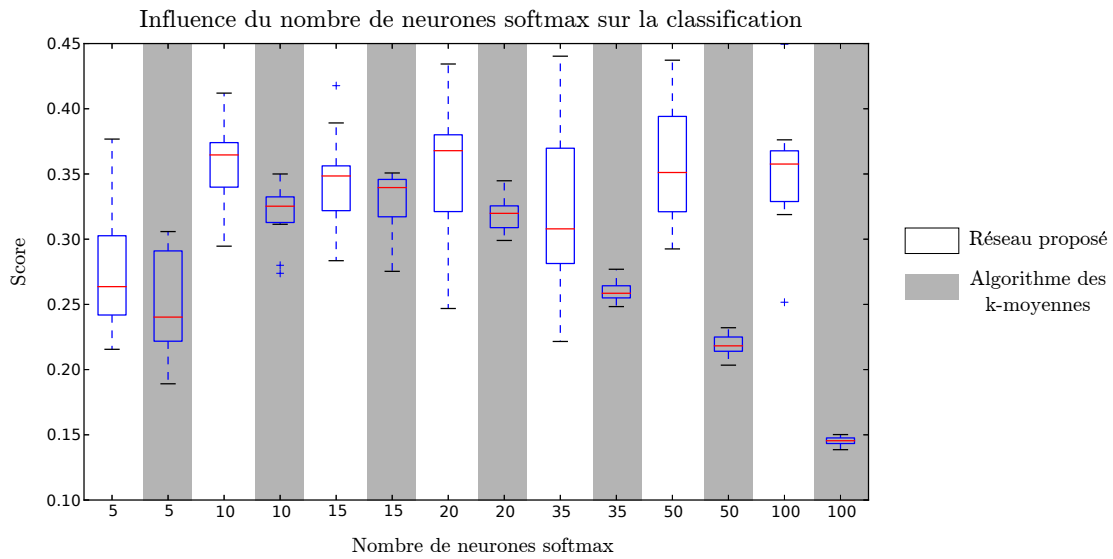 Influence du nombre de neurones softmax sur la classification
Score
0.45
0.40
0.35
0.30
0.25
0.20
0.15
0.10
5 5 10 10 15 15 20 20 35 35 50 50 100 100
Nombre de neurones softmax
Réseau proposé
Algorithme des
k-moyennes